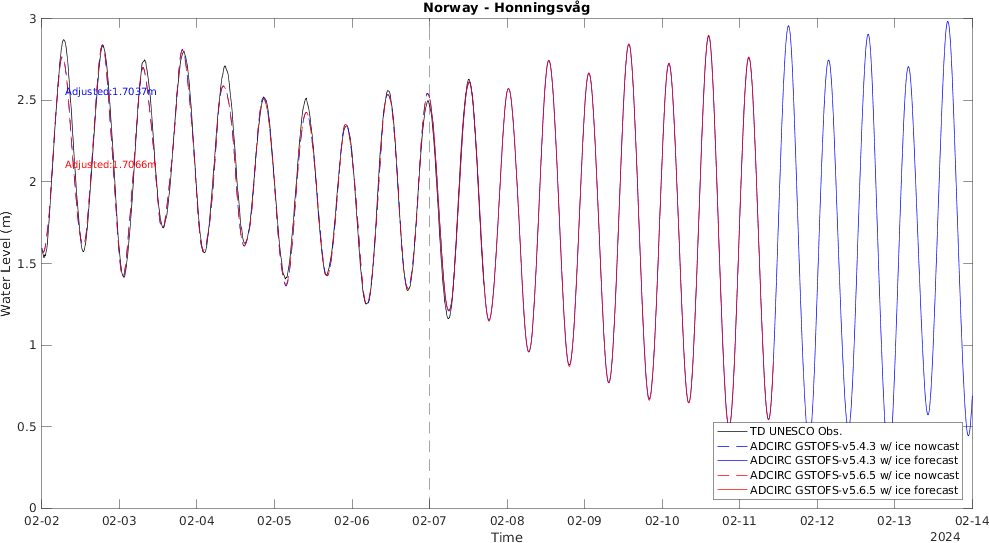 Norway - Honningsvåg
3
2.5
2
1.5
1
0.5
0
Water Level (m)
Adjusted:1.7037m
Adjusted:1.7066m
TD UNESCO Obs.
ADCIRC GSTOFS-v5.4.3 w/ ice nowcast
ADCIRC GSTOFS-v5.4.3 w/ ice forecast
ADCIRC GSTOFS-v5.6.5 w/ ice nowcast
ADCIRC GSTOFS-v5.6.5 w/ ice forecast
02-02 02-03 02-04 02-05 02-06 02-07 02-08 02-09 02-10 02-11 02-12 02-13 02-14
Time
2024